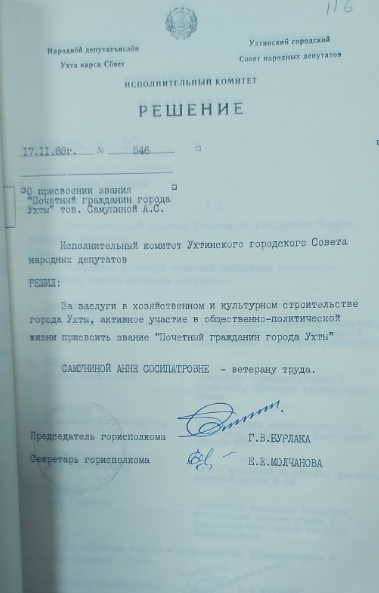 116
Народнöй депутатъяслöн
Ухта карса Сöвет
Ухтинский городской
Совет народных депутатов
ИСПОЛНИТЕЛЬНЫЙ КОМИТЕТ
РЕШЕНИЕ
17.II.88г. № 546
О присвоении звания
"Почетный гражданин города
Ухты" тов. Самуниной А.С.
Исполнительный комитет Ухтинского городского Совета
народных депутатов
РЕШИЛ:
За заслуги в хозяйственном и культурном строительстве
города Ухты, активное участие в общественно-политической
жизни присвоить звание "Почетный гражданин города Ухты"
САМУНИНОЙ АННЕ СОСИПАТРОВНЕ - ветерану труда.
Председатель горисполкома Г.В.БУРЛАКА
Секретарь горисполкома Е.Е.МОЛЧАНОВА